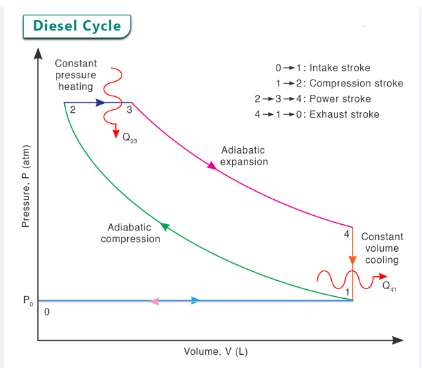 Diesel Cycle
Constant
pressure
heating
0→1: Intake stroke
1→2: Compression stroke
2→3→4: Power stroke
4→1→0: Exhaust stroke
2
3
Q₂₃
Adiabatic
expansion
Pressure, P (atm)
Adiabatic
compression
4
Constant
volume
cooling
Q₄₁
1
P₀
0
Volume, V (L)